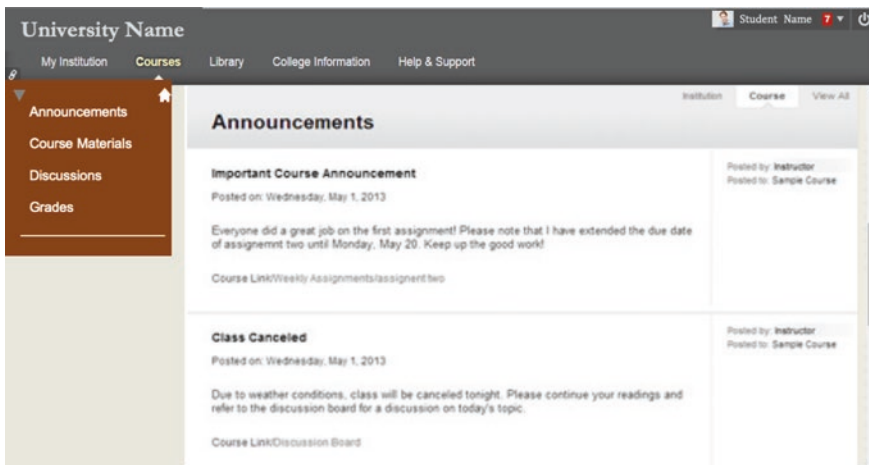 University Name
Student Name 7
My Institution Courses Library College Information Help & Support
Announcements
Course Materials
Discussions
Grades
Institution Course View All
Announcements
Important Course Announcement
Posted on: Wednesday, May 1, 2013
Everyone did a great job on the first assignment! Please note that I have extended the due date
of assignemnt two until Monday, May 20. Keep up the good work!
Course Link/Weekly Assignments/assignent two
Posted by: Instructor
Posted to: Sample Course
Class Canceled
Posted on: Wednesday, May 1, 2013
Due to weather conditions, class will be canceled tonight. Please continue your readings and
refer to the discussion board for a discussion on today's topic.
Course Link/Discussion Board
Posted by: Instructor
Posted to: Sample Course